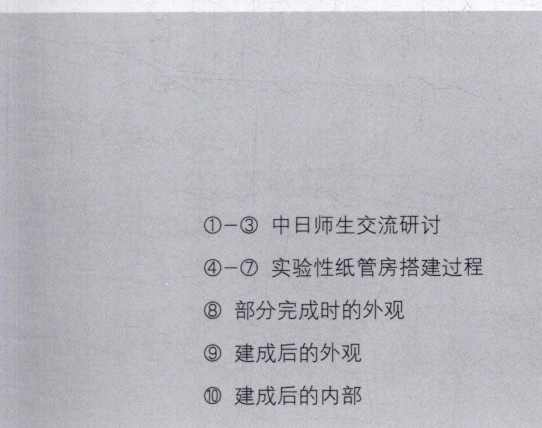 ①-③ 中日师生交流研讨
④-⑦ 实验性纸管房搭建过程
⑧ 部分完成时的外观
⑨ 建成后的外观
⑩ 建成后的内部